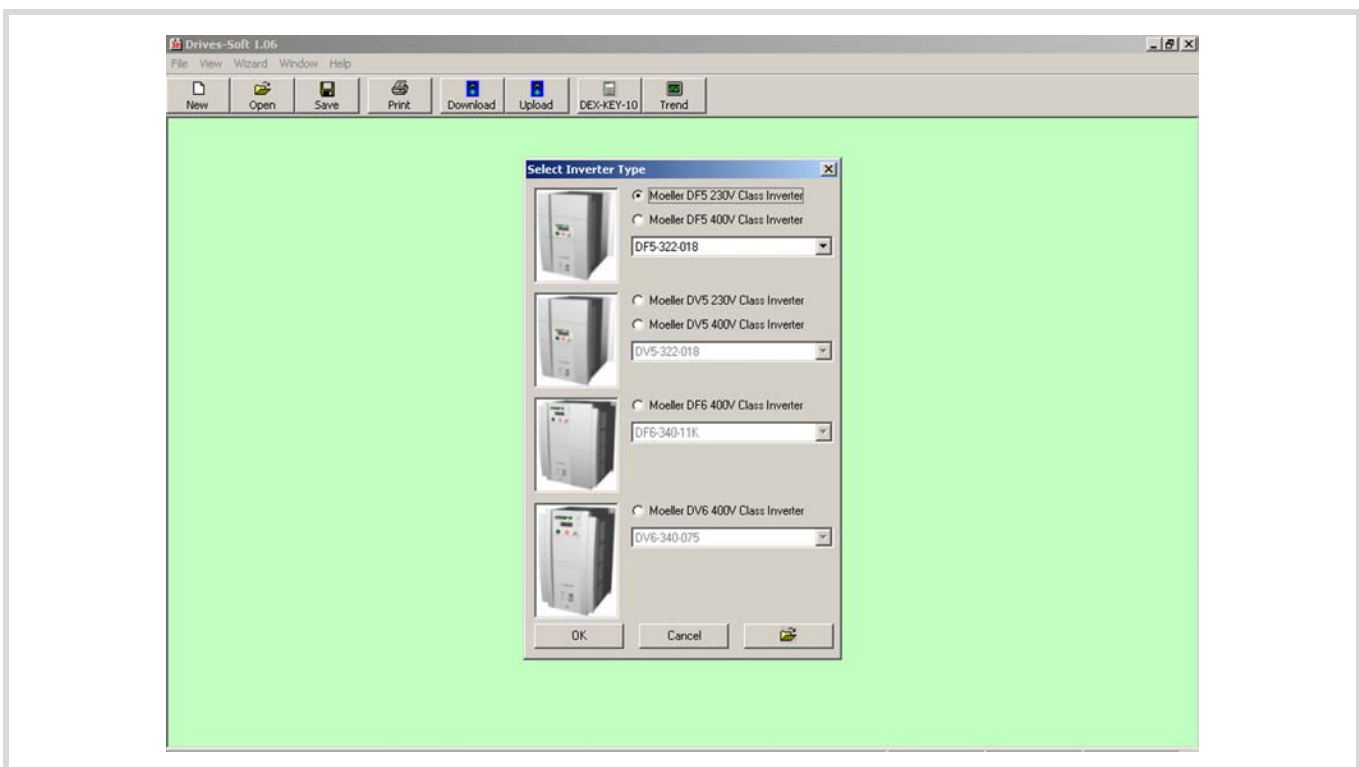 Drives-Soft 1.06
File View Wizard Window Help
New Open Save Print Download Upload DEX-KEY-10 Trend
Select Inverter Type
Moeller DF5 230V Class Inverter
Moeller DF5 400V Class Inverter
DF5-322-018
Moeller DV5 230V Class Inverter
Moeller DV5 400V Class Inverter
DV5-322-018
Moeller DF6 400V Class Inverter
DF6-340-11K
Moeller DV6 400V Class Inverter
DV6-340-075
OK Cancel